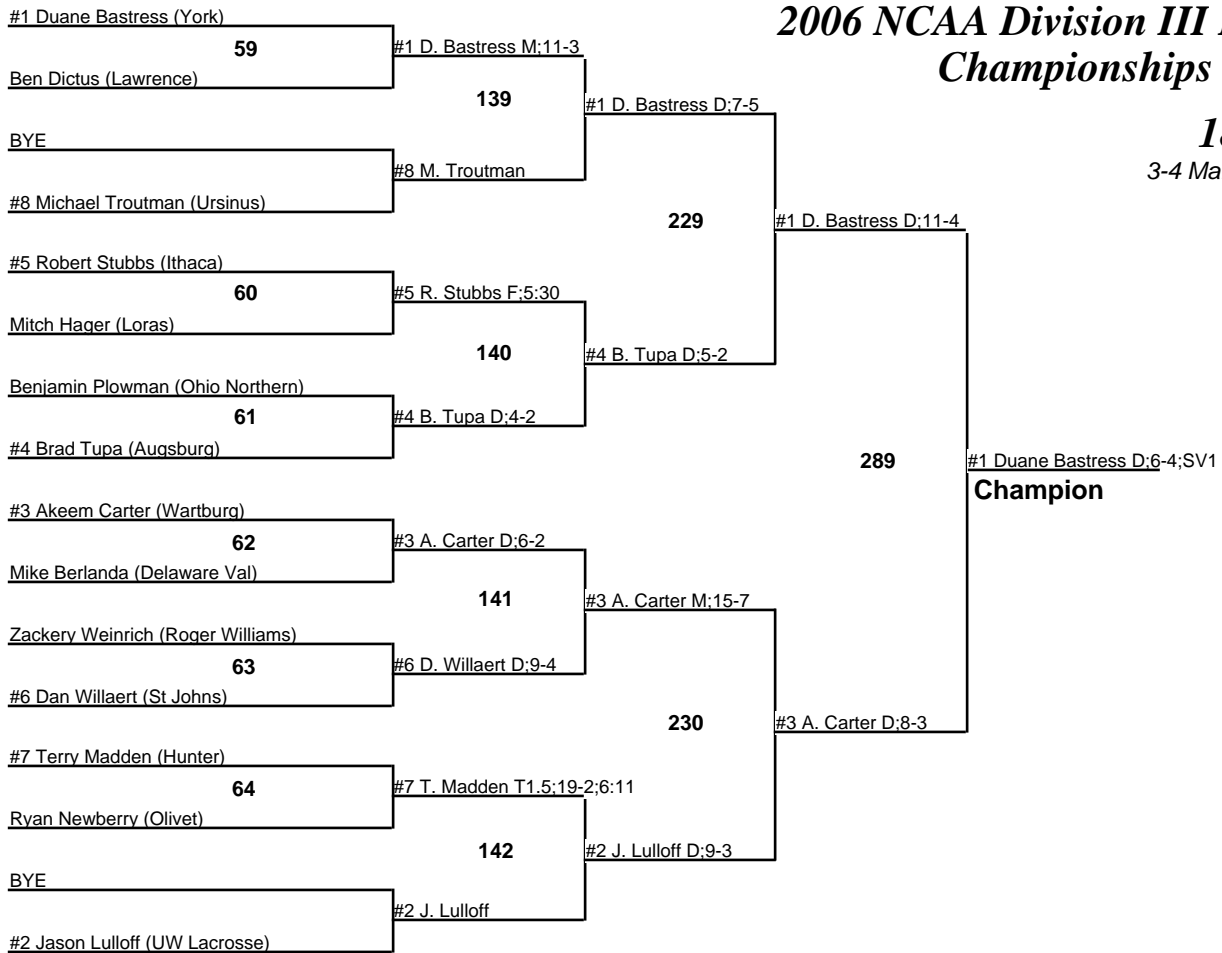 2006 NCAA Division III
Championships
3-4
#1 Duane Bastress (York)
59
Ben Dictus (Lawrence)
#1 D. Bastress M;11-3
139
BYE
#8 M. Troutman
#8 Michael Troutman (Ursinus)
#1 D. Bastress D;7-5
229
#5 Robert Stubbs (Ithaca)
60
#5 R. Stubbs F;5:30
Mitch Hager (Loras)
140
#4 B. Tupa D;5-2
Benjamin Plowman (Ohio Northern)
61
#4 B. Tupa D;4-2
#4 Brad Tupa (Augsburg)
#1 D. Bastress D;11-4
289
#1 Duane Bastress D;6-4;SV1
Champion
#3 Akeem Carter (Wartburg)
62
#3 A. Carter D;6-2
Mike Berlanda (Delaware Val)
141
#3 A. Carter M;15-7
Zackery Weinrich (Roger Williams)
63
#6 D. Willaert D;9-4
#6 Dan Willaert (St Johns)
230
#3 A. Carter D;8-3
#7 Terry Madden (Hunter)
64
#7 T. Madden T1.5;19-2;6:11
Ryan Newberry (Olivet)
142
#2 J. Lulloff D;9-3
BYE
#2 J. Lulloff
#2 Jason Lulloff (UW Lacrosse)